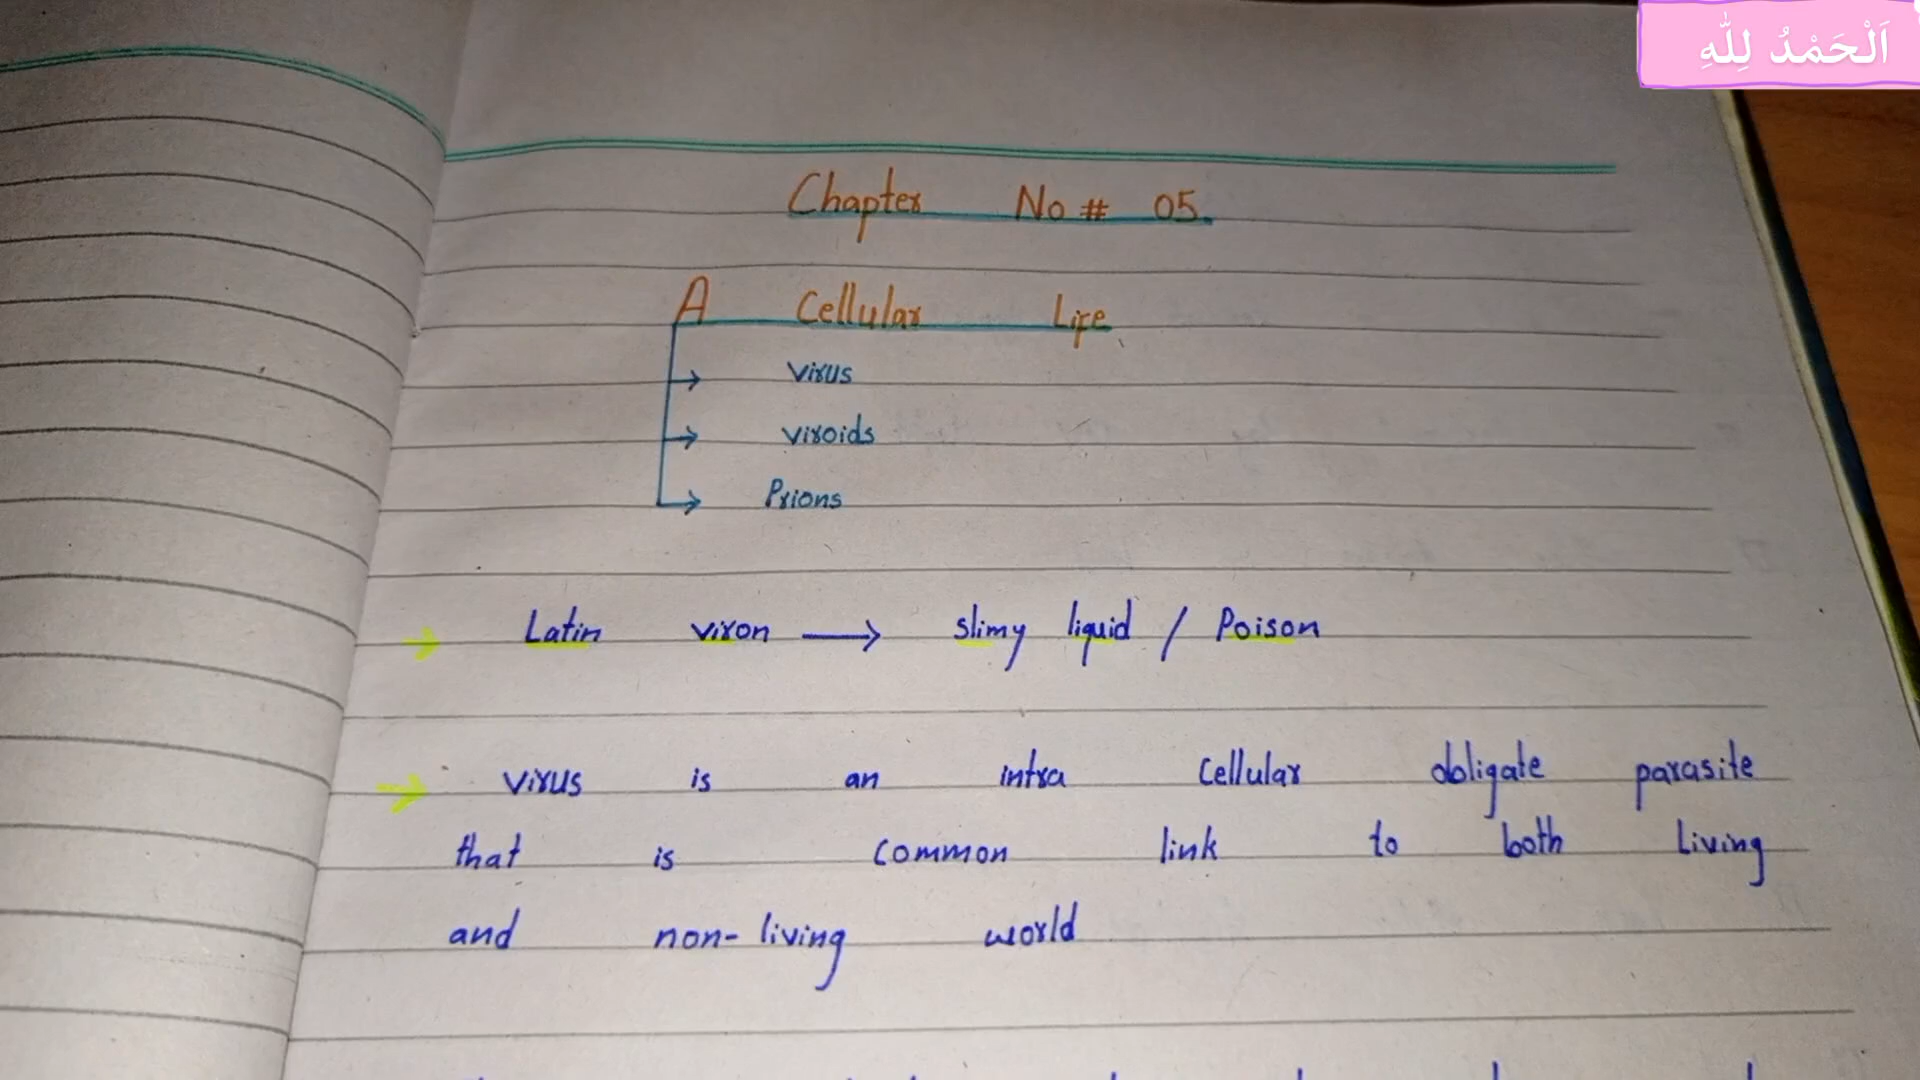 اَلْحَمْدُ لِلّٰهِ
Chapter No # 05
A Cellular Life
→ virus
→ viroids
→ Prions
→ Latin viron → slimy liquid / Poison
→ virus is an intra cellular obligate parasite
that is common link to both living
and non-living world